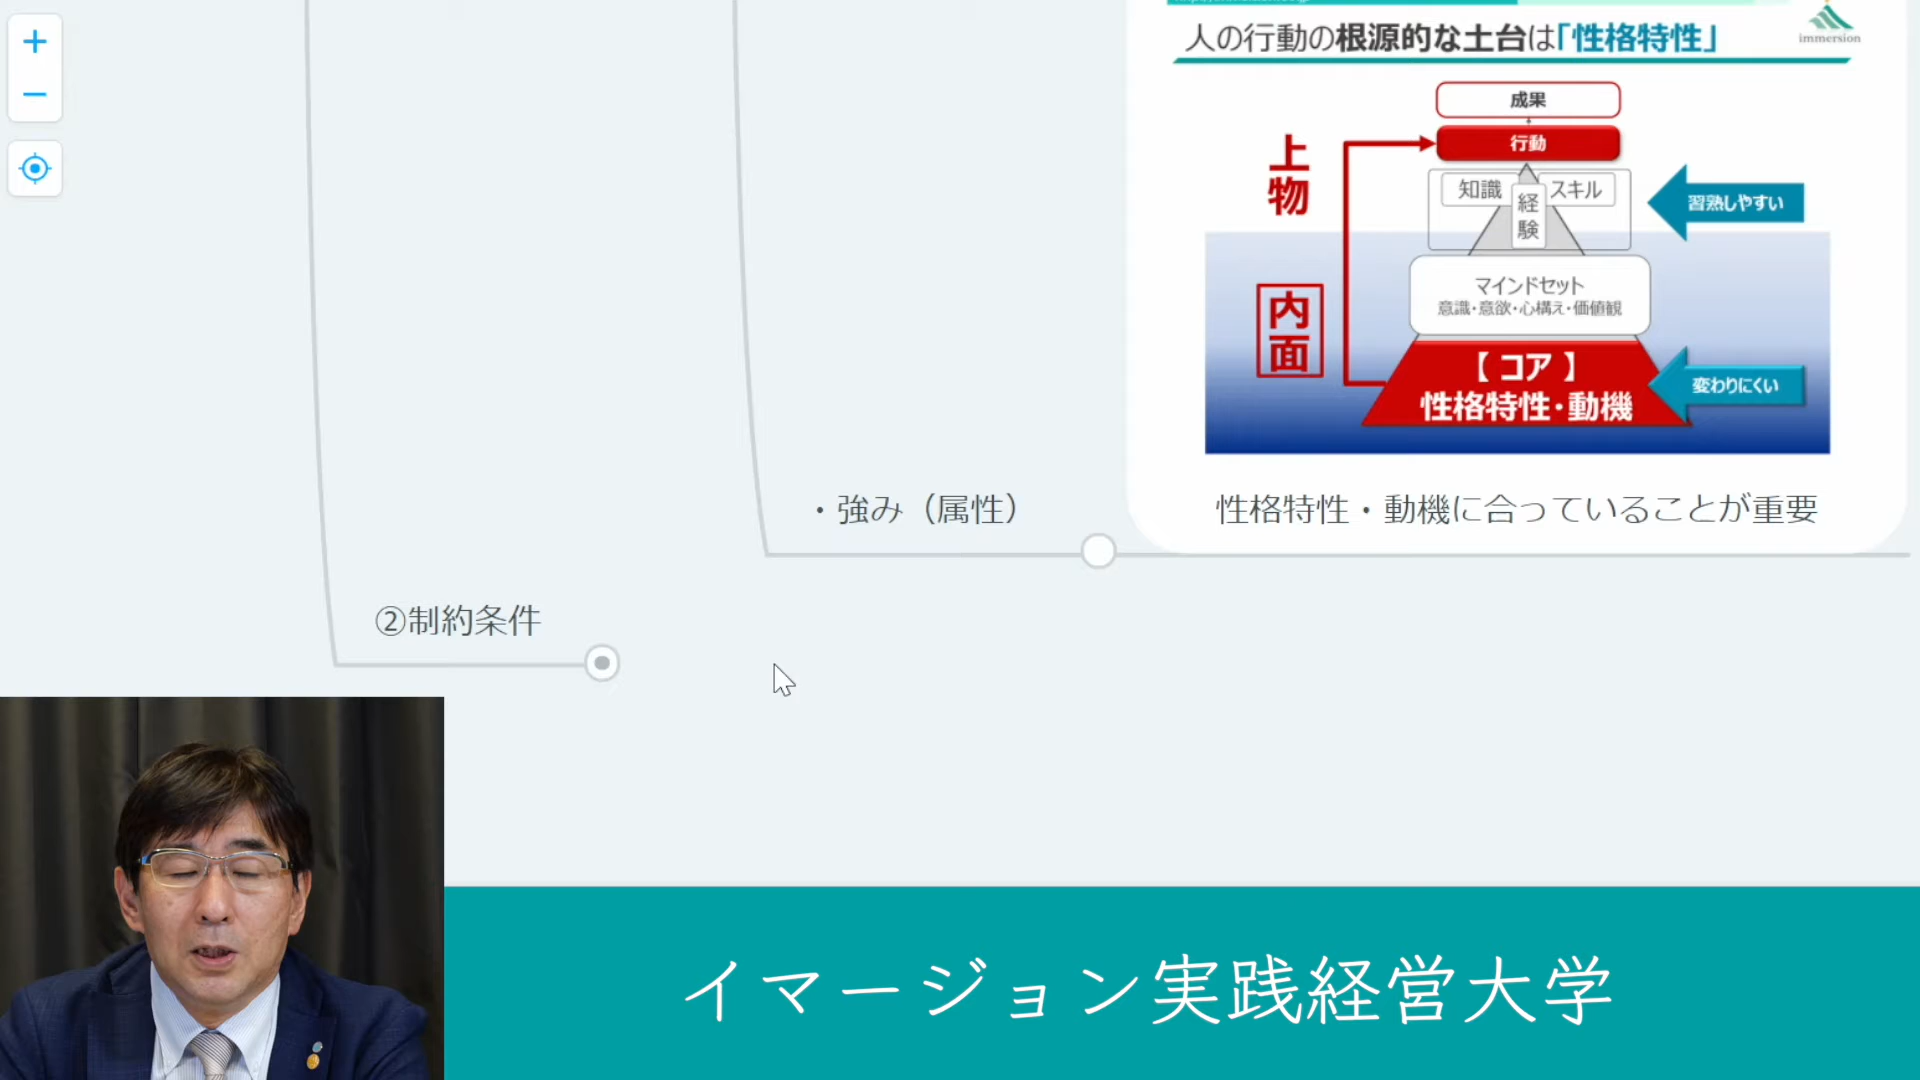 人の行動の根源的な土台は「性格特性」
immersion
成果
行動
上物
知識
経験
スキル
習熟しやすい
内面
マインドセット
意識・意欲・心構え・価値観
【 コア 】
性格特性・動機
変わりにくい
・強み（属性）
性格特性・動機に合っていることが重要
②制約条件
イマージョン実践経営大学